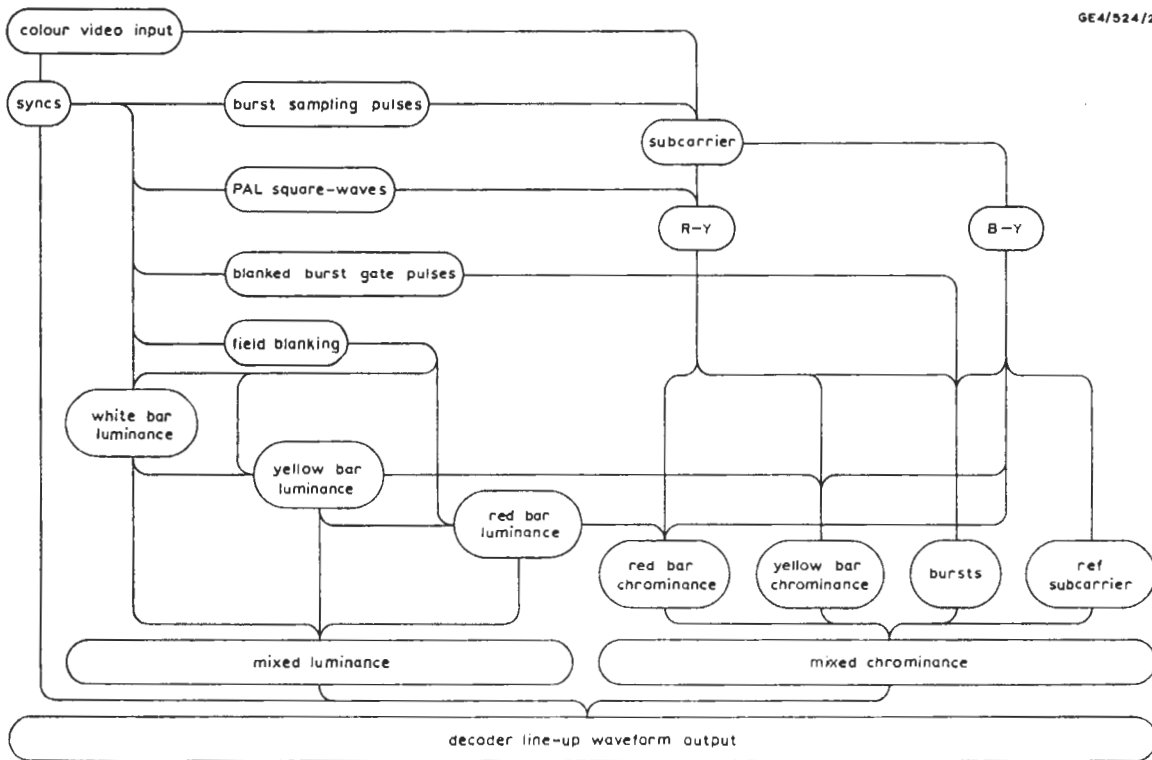 GE4/524/2
colour video input
syncs
burst sampling pulses
subcarrier
PAL square-waves
R-Y
B-Y
blanked burst gate pulses
field blanking
white bar
luminance
yellow bar
luminance
red bar
luminance
red bar
chrominance
yellow bar
chrominance
bursts
ref
subcarrier
mixed luminance
mixed chrominance
decoder line-up waveform output